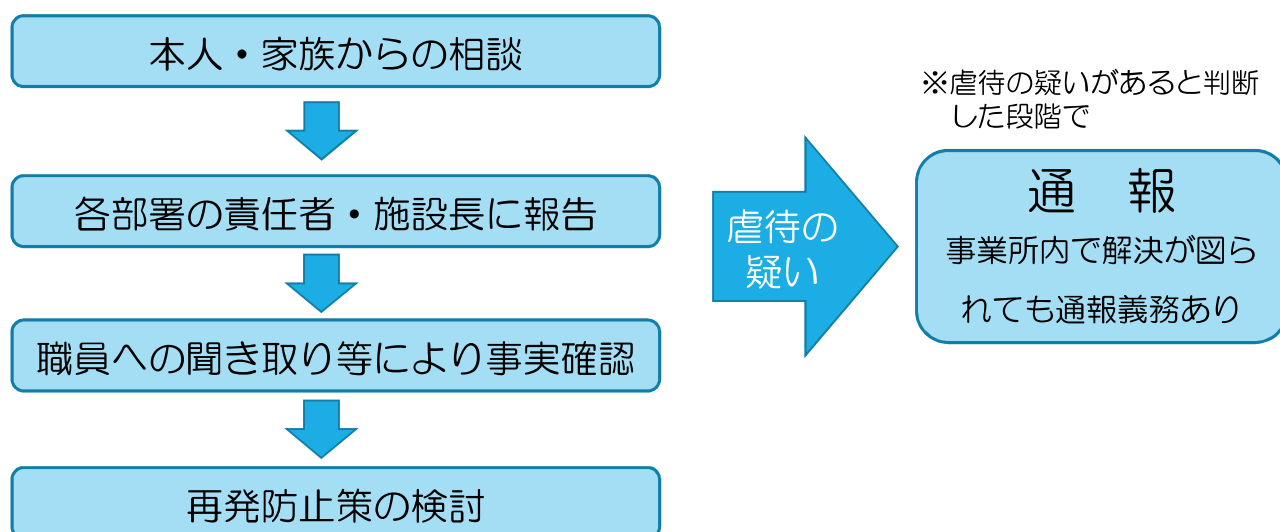 本人・家族からの相談
各部署の責任者・施設長に報告
職員への聞き取り等により事実確認
再発防止策の検討
虐待の
疑い
※虐待の疑いがあると判断
した段階で
通　報
事業所内で解決が図ら
れても通報義務あり